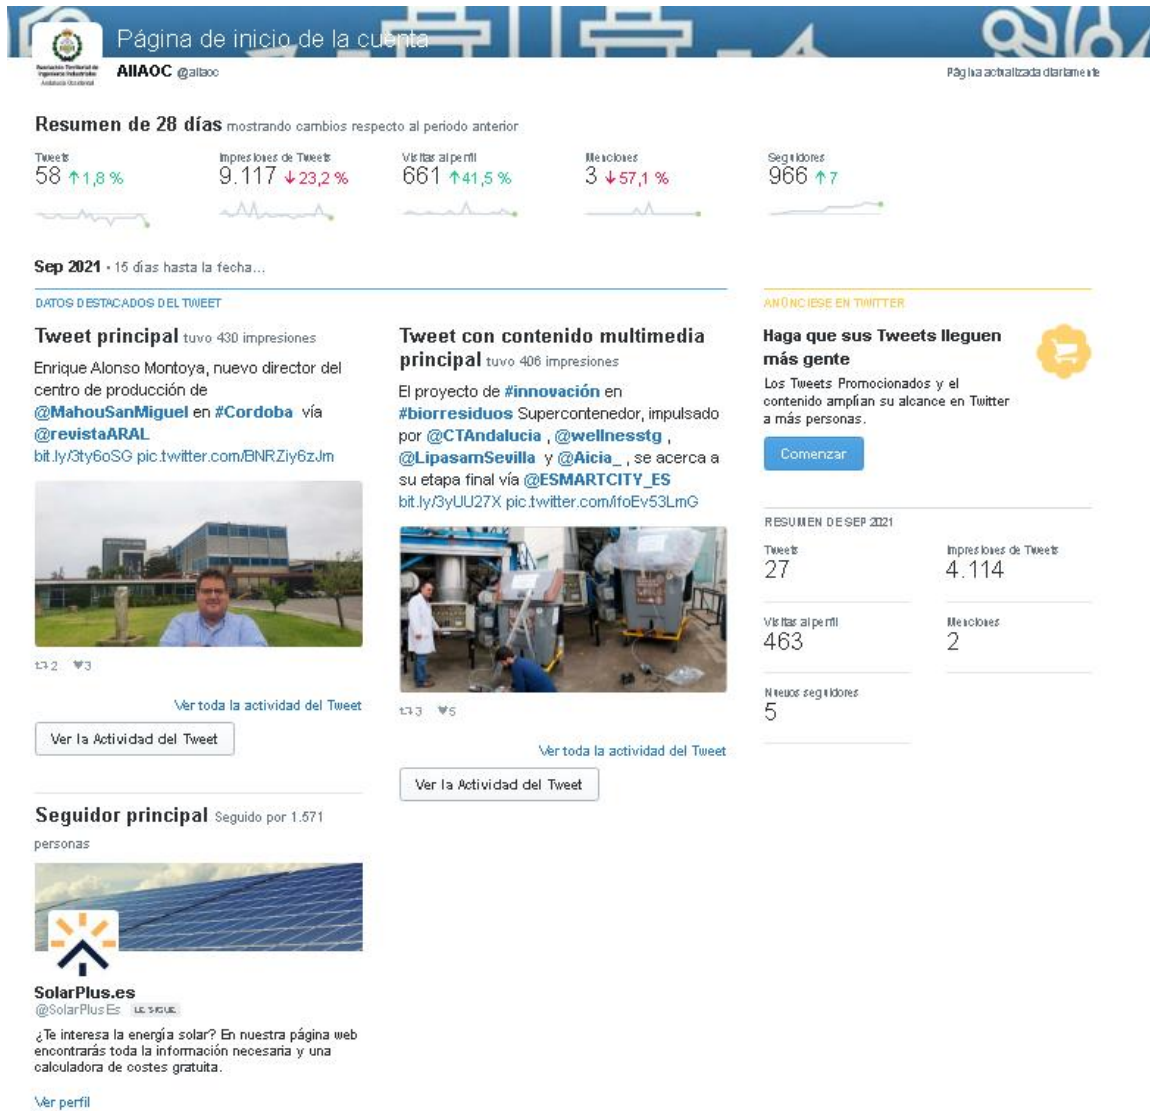 Página de inicio de la cuenta
Asociación Territorial de
Ingenieros Industriales
Andalucía Occidental
AIIAOC @aiiaoc
Página actualizada diariamente
Resumen de 28 días mostrando cambios respecto al periodo anterior
Tweets
58 ↑1,8 %
Impresiones de Tweets
9.117 ↓23,2 %
Visitas al perfil
661 ↑41,5 %
Menciones
3 ↓57,1 %
Seguidores
966 ↑7
Sep 2021 • 15 días hasta la fecha...
DATOS DESTACADOS DEL TWEET
Tweet principal tuvo 430 impresiones
Enrique Alonso Montoya, nuevo director del
centro de producción de
@MahouSanMiguel en #Cordoba vía
@revistaARAL
bit.ly/3ty6oSG pic.twitter.com/BNRZiy6zJm
2 3
Ver toda la actividad del Tweet
Ver la Actividad del Tweet
Tweet con contenido multimedia
principal tuvo 406 impresiones
El proyecto de #innovación en
#biorresiduos Supercontenedor, impulsado
por @CTAndalucia , @wellnesstg ,
@LipasamSevilla y @Aicia_ , se acerca a
su etapa final vía @ESMARTCITY_ES
bit.ly/3yUU27X pic.twitter.com/ifoEv53LmG
3 5
Ver toda la actividad del Tweet
Ver la Actividad del Tweet
Seguidor principal Seguido por 1.571
personas
SolarPlus.es
@SolarPlusEs LE SIGUE
¿Te interesa la energía solar? En nuestra página web
encontrarás toda la información necesaria y una
calculadora de costes gratuita.
Ver perfil
ANÚNCIESE EN TWITTER
Haga que sus Tweets lleguen
más gente
Los Tweets Promocionados y el
contenido amplían su alcance en Twitter
a más personas.
Comenzar
RESUMEN DE SEP 2021
Tweets
27
Impresiones de Tweets
4.114
Visitas al perfil
463
Menciones
2
Nuevos seguidores
5